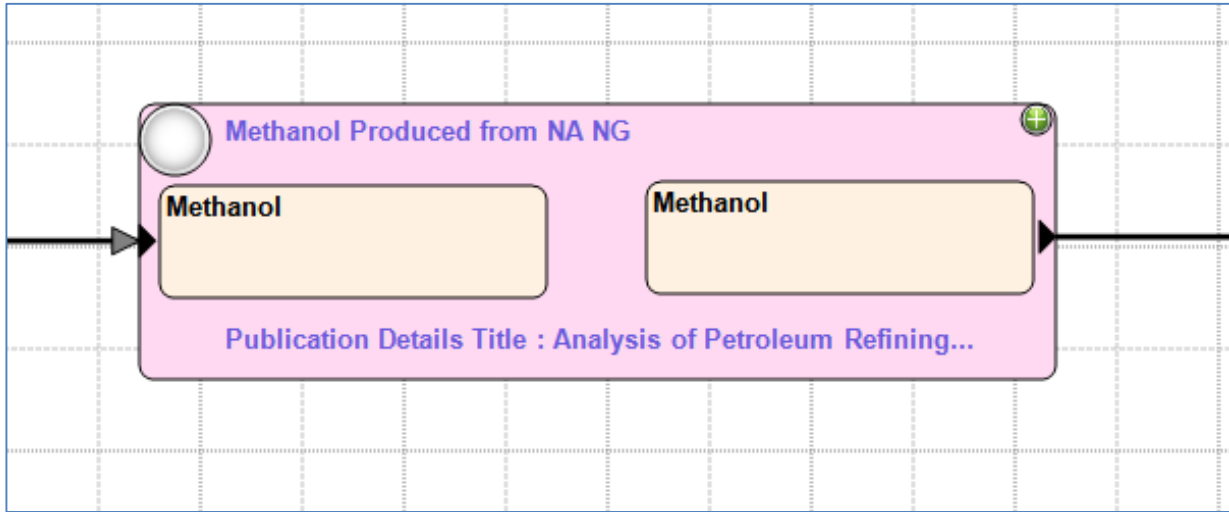 Methanol Produced from NA NG
Methanol
Methanol
Publication Details Title : Analysis of Petroleum Refining...